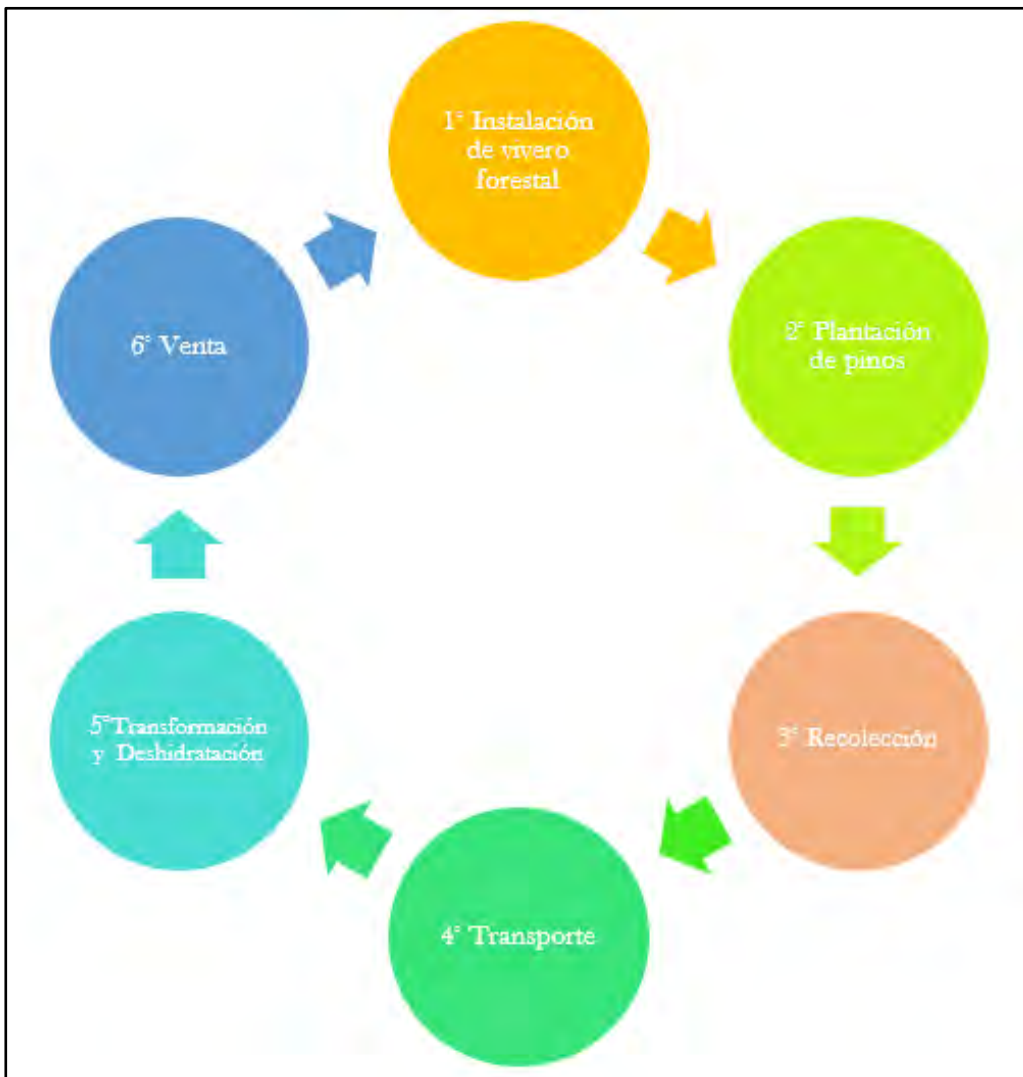 1° Instalación
de vivero
forestal
2° Plantación
de pinos
3° Recolección
4° Transporte
5°Transformación
y Deshidratación
6° Venta